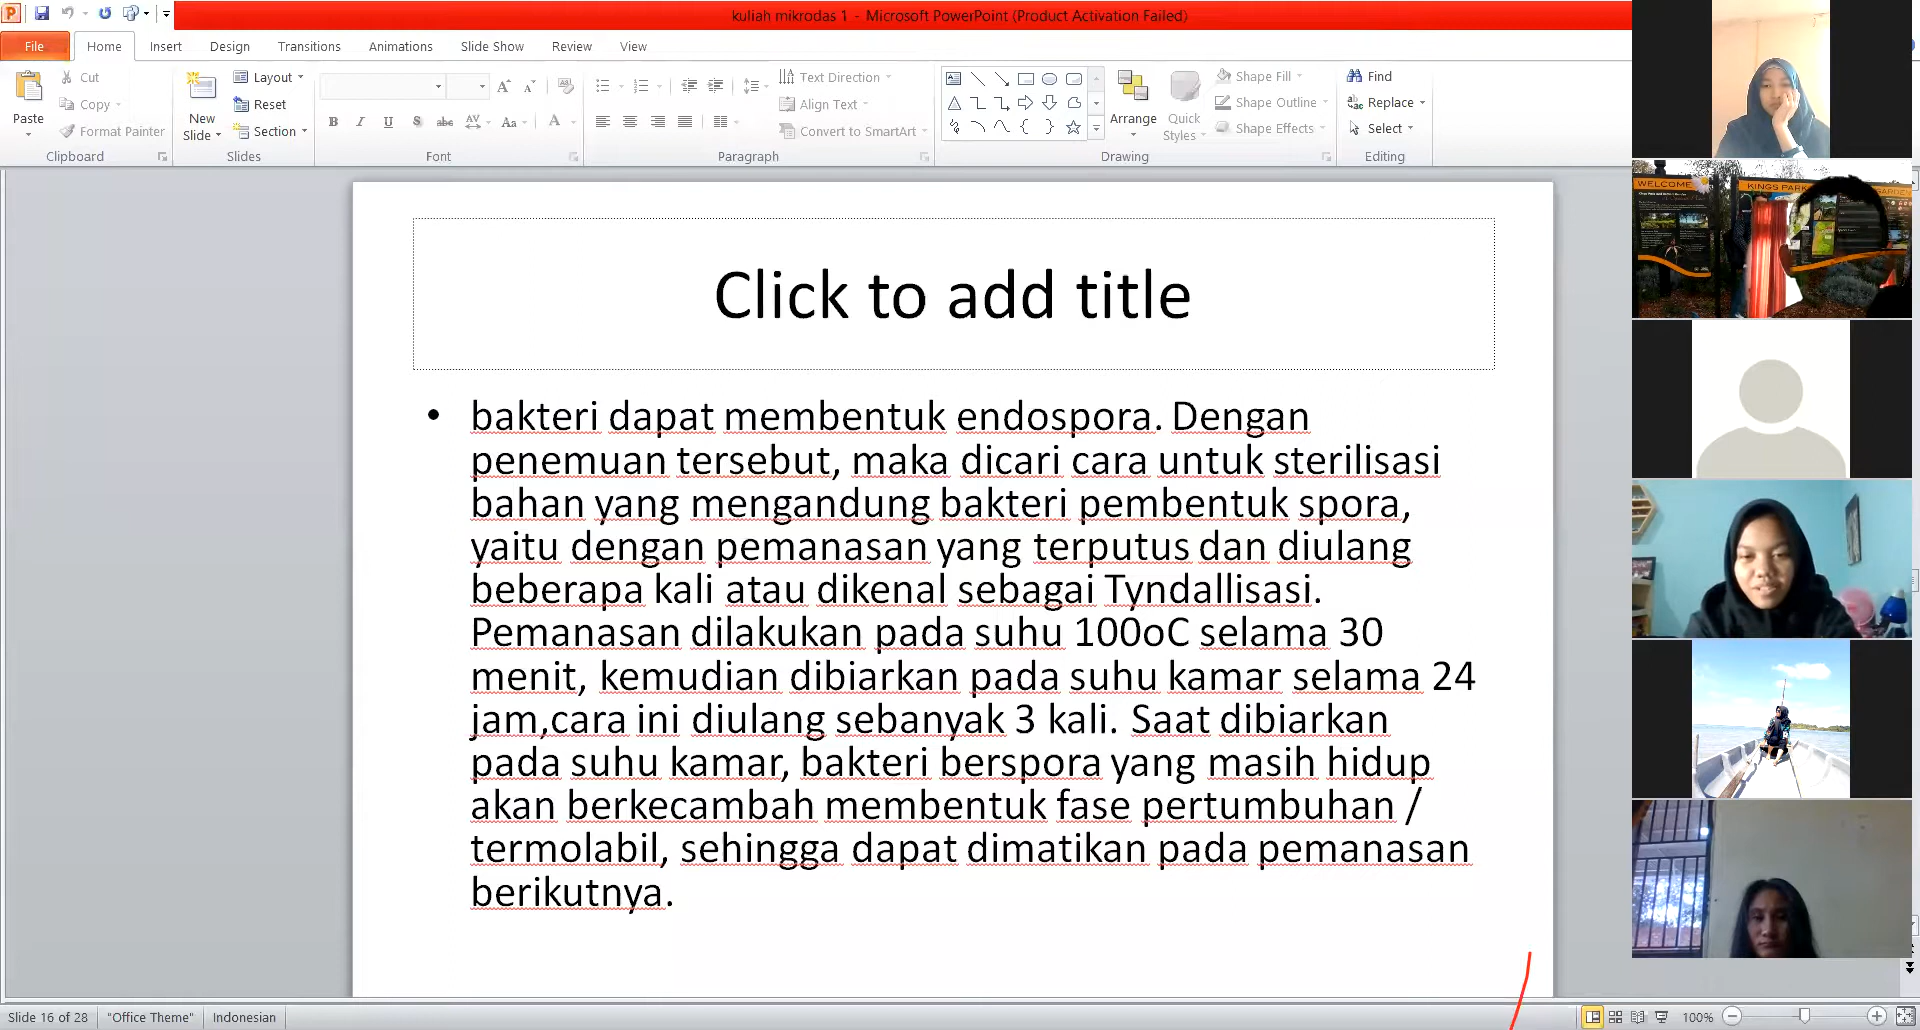 kuliah mikrodas 1 - Microsoft PowerPoint (Product Activation Failed)
File Home Insert Design Transitions Animations Slide Show Review View
Paste
Cut
Copy
Format Painter
Clipboard
New Slide
Layout
Reset
Section
Slides
B I U S abc AV Aa A
Font
Text Direction
Align Text
Convert to SmartArt
Paragraph
Arrange
Quick Styles
Shape Fill
Shape Outline
Shape Effects
Drawing
Find
Replace
Select
Editing
WELCOME
KINGS PARK
Click to add title
• bakteri dapat membentuk endospora. Dengan
penemuan tersebut, maka dicari cara untuk sterilisasi
bahan yang mengandung bakteri pembentuk spora,
yaitu dengan pemanasan yang terputus dan diulang
beberapa kali atau dikenal sebagai Tyndallisasi.
Pemanasan dilakukan pada suhu 100oC selama 30
menit, kemudian dibiarkan pada suhu kamar selama 24
jam,cara ini diulang sebanyak 3 kali. Saat dibiarkan
pada suhu kamar, bakteri berspora yang masih hidup
akan berkecambah membentuk fase pertumbuhan /
termolabil, sehingga dapat dimatikan pada pemanasan
berikutnya.
Slide 16 of 28 "Office Theme" Indonesian 100%